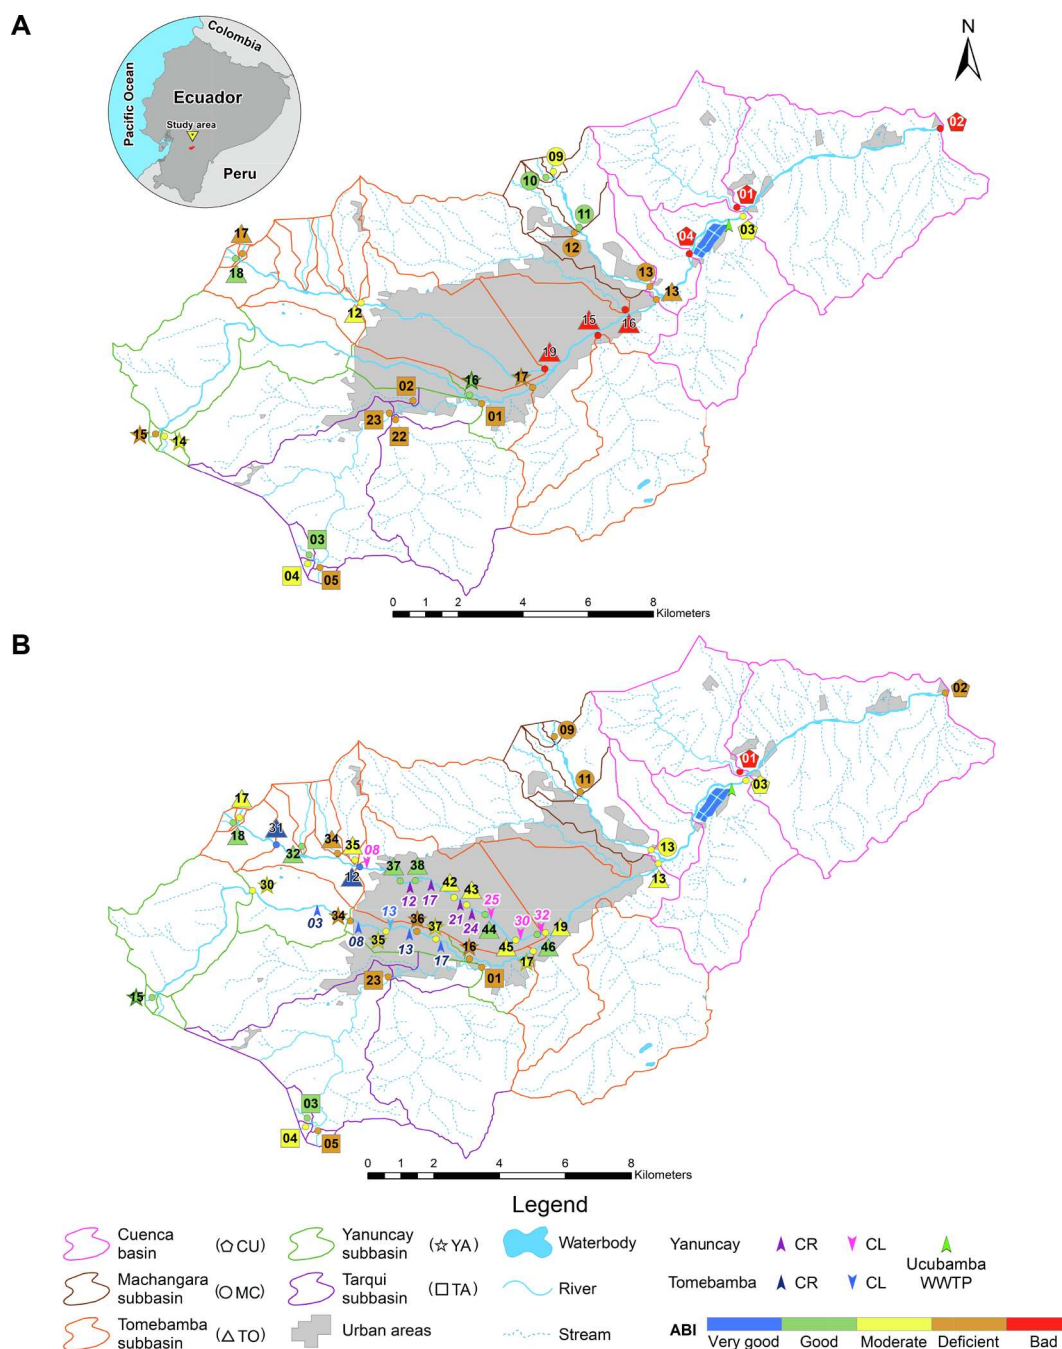 A
N
Colombia
Pacific Ocean
Ecuador
Study area
Peru
02
09
10
01
11
03
17
04
12
18
13
13
12
15
16
19
16
17
02
01
23
22
15
14
03
04
05
0 1 2 4 6 8
Kilometers
B
02
09
01
03
11
17
31
18
34
35
32
08
13
12
37
38
13
30
42
43
12
17
25
03
34
13
36
21
24
32
08
37
44
30
19
35
13
45
46
17
16
17
23
01
15
03
04
05
0 1 2 4 6 8
Kilometers
Legend
Cuenca basin
(CU)
Yanuncay subbasin
(YA)
Waterbody
Yanuncay
CR
CL
Ucubamba WWTP
Machangara subbasin
(MC)
Tarqui subbasin
(TA)
River
Tomebamba
CR
CL
Tomebamba subbasin
(TO)
Urban areas
Stream
ABI
Very good
Good
Moderate
Deficient
Bad